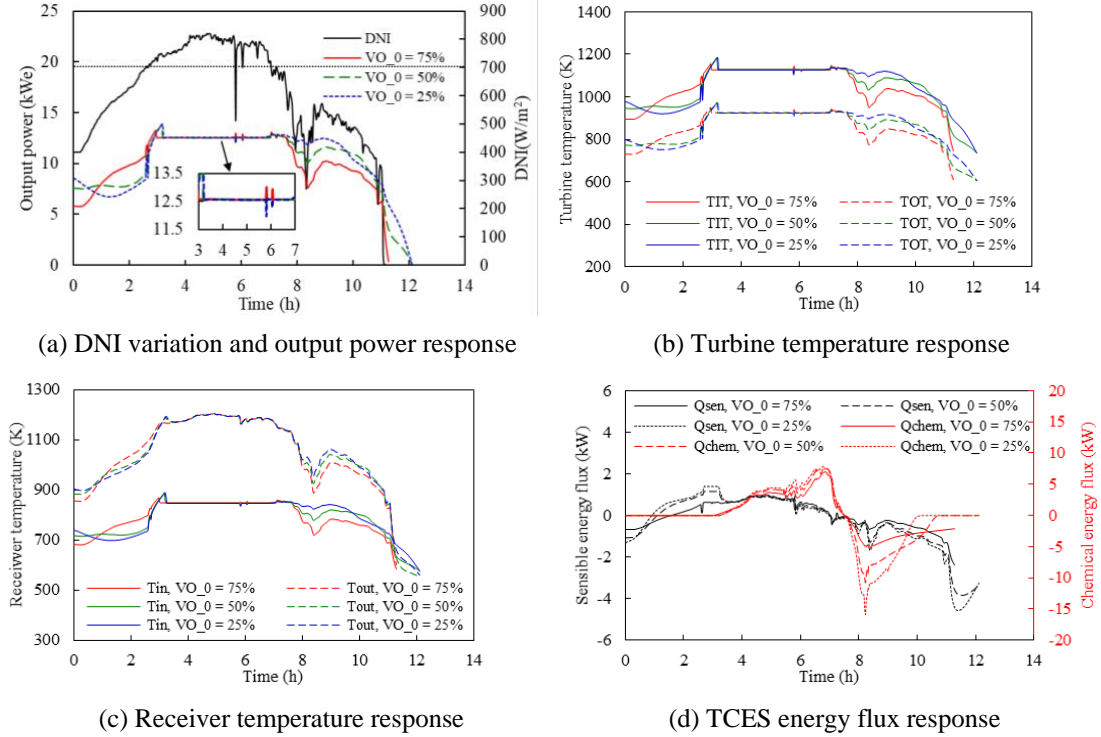 25
20
15
10
5
0
Output power (kWe)
900
800
700
600
500
400
300
200
100
0
DNI(W/m²)
DNI
VO_0 = 75%
VO_0 = 50%
VO_0 = 25%
13.5
12.5
11.5
3 4 5 6 7
0 2 4 6 8 10 12 14
Time (h)
(a) DNI variation and output power response
1400
1200
1000
800
600
400
200
Turbine temperature (K)
TIT, VO_0 = 75%
TIT, VO_0 = 50%
TIT, VO_0 = 25%
TOT, VO_0 = 75%
TOT, VO_0 = 50%
TOT, VO_0 = 25%
0 2 4 6 8 10 12 14
Time (h)
(b) Turbine temperature response
1300
1100
900
700
500
300
Receivver temperature (K)
Tin, VO_0 = 75%
Tin, VO_0 = 50%
Tin, VO_0 = 25%
Tout, VO_0 = 75%
Tout, VO_0 = 50%
Tout, VO_0 = 25%
0 2 4 6 8 10 12 14
Time (h)
(c) Receiver temperature response
6
4
2
0
-2
-4
-6
Sensible energy flux (kW)
20
15
10
5
0
-5
-10
-15
-20
Chemical energy flux (kW)
Qsen, VO_0 = 75%
Qsen, VO_0 = 25%
Qchem, VO_0 = 50%
Qsen, VO_0 = 50%
Qchem, VO_0 = 75%
Qchem, VO_0 = 25%
0 2 4 6 8 10 12 14
Time (h)
(d) TCES energy flux response